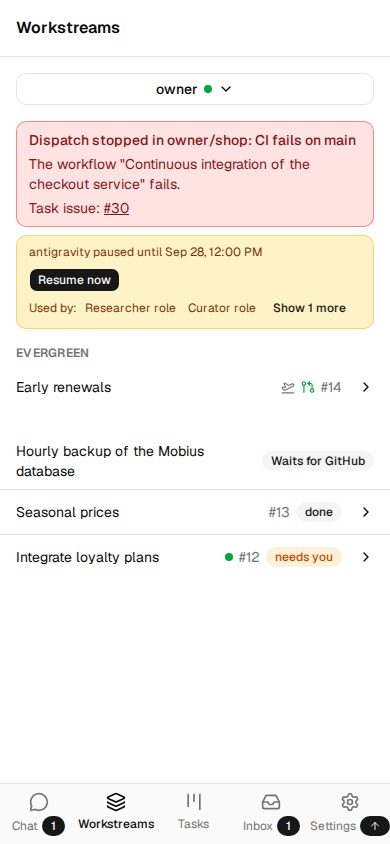 Workstreams
owner
Dispatch stopped in owner/shop: CI fails on main
The workflow "Continuous integration of the
checkout service" fails.
Task issue: #30
antigravity paused until Sep 28, 12:00 PM
Resume now
Used by: Researcher role Curator role Show 1 more
EVERGREEN
Early renewals #14
Hourly backup of the Mobius
database
Waits for GitHub
Seasonal prices #13 done
Integrate loyalty plans #12 needs you
Chat 1 Workstreams Tasks Inbox 1 Settings